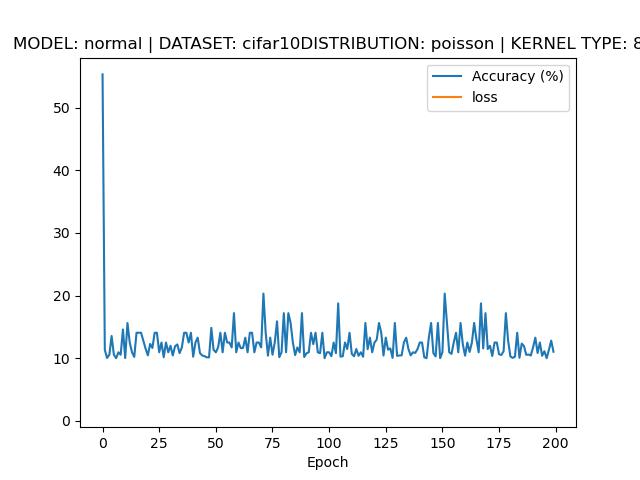 MODEL: normal | DATASET: cifar10DISTRIBUTION: poisson | KERNEL TYPE: 8
Accuracy (%)
loss
50
40
30
20
10
0
0 25 50 75 100 125 150 175 200
Epoch